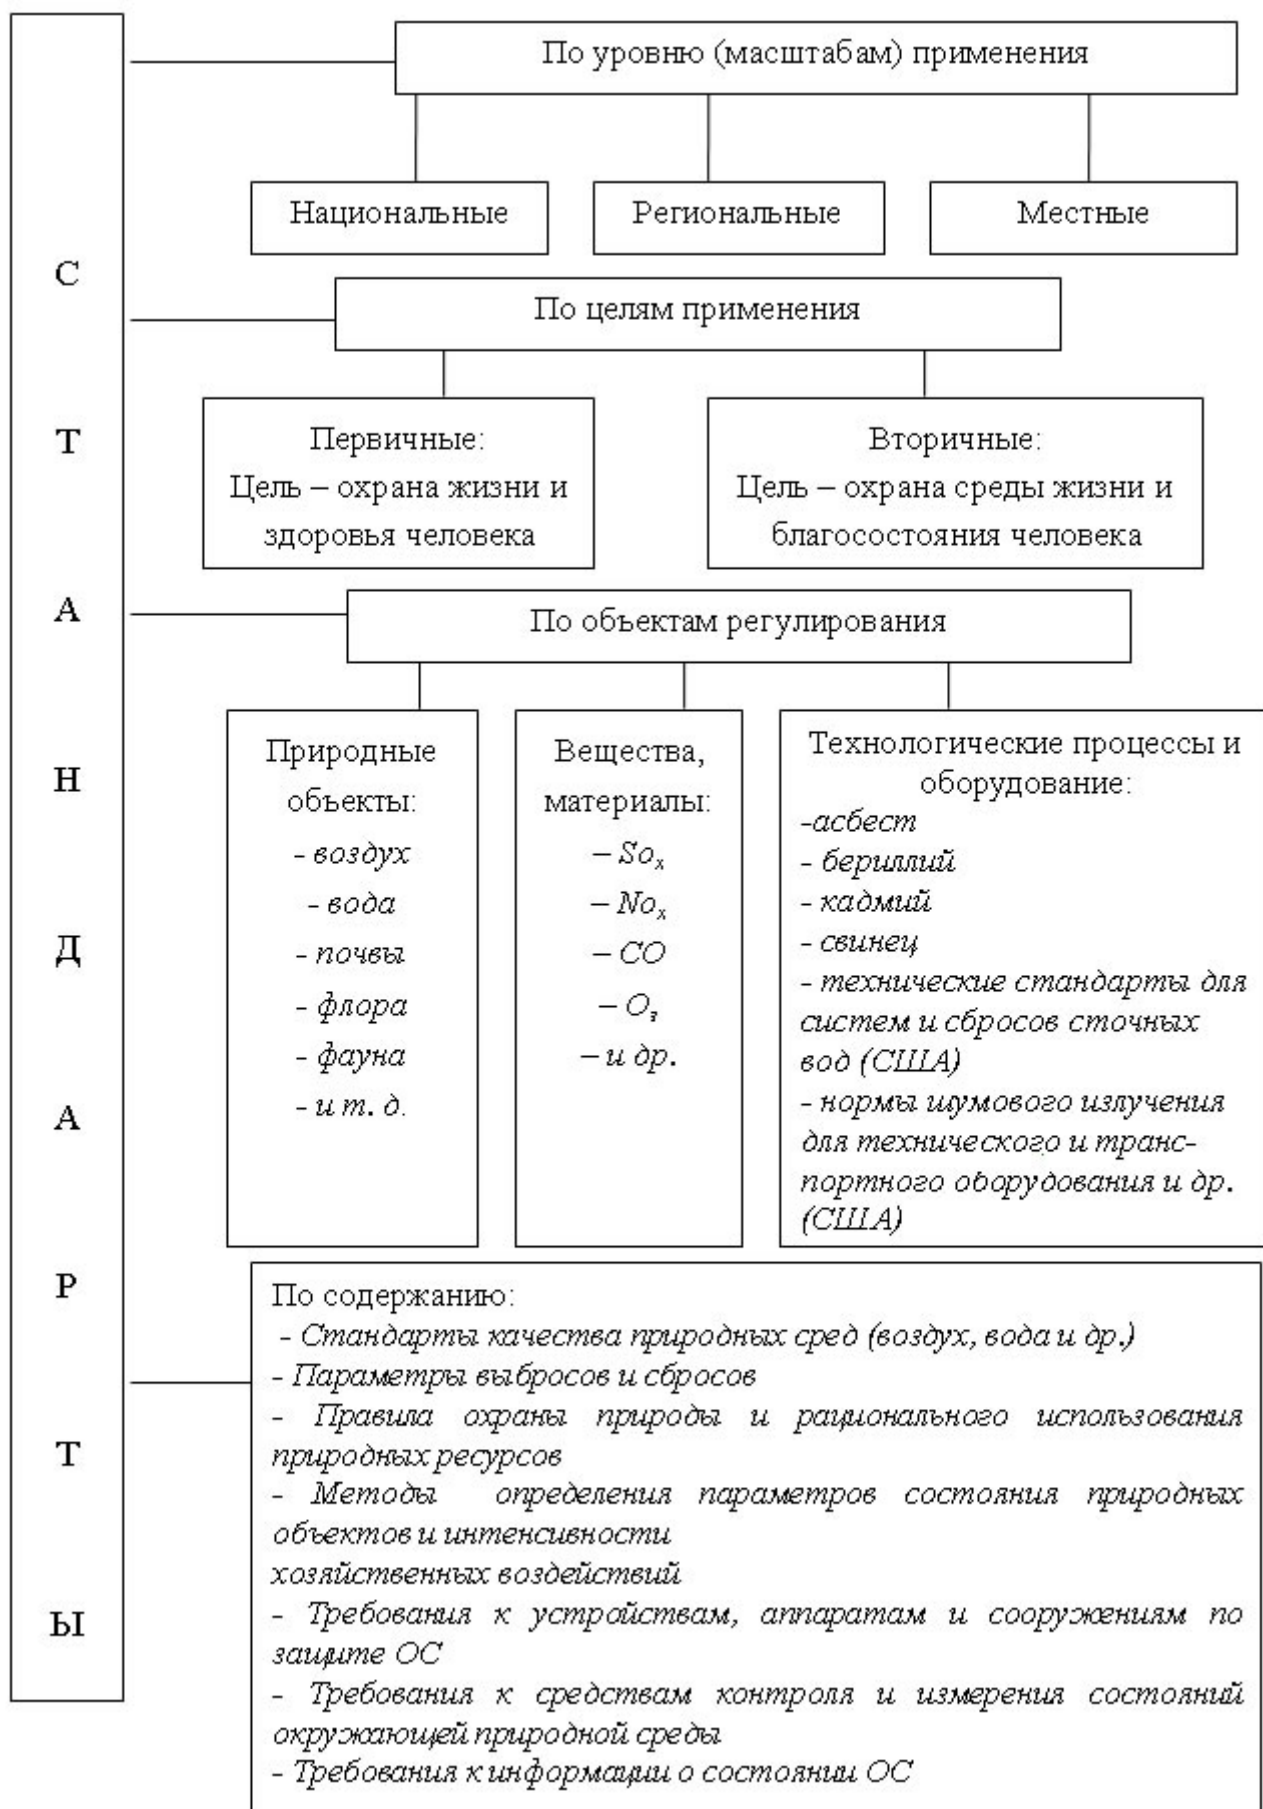 По уровню (масштабам) применения
Национальные
Региональные
Местные
С
Т
А
Н
Д
А
Р
Т
Ы
По целям применения
Первичные:
Цель – охрана жизни и
здоровья человека
Вторичные:
Цель – охрана среды жизни и
благосостояния человека
По объектам регулирования
Природные
объекты:
- воздух
- вода
- почвы
- флора
- фауна
- и т. д.
Вещества,
материалы:
– Soₓ
– Noₓ
– CO
– O₃
– и др.
Технологические процессы и
оборудование:
-асбест
- бериллий
- кадмий
- свинец
- технические стандарты для
систем и сбросов сточных
вод (США)
- нормы шумового излучения
для технического и транс-
портного оборудования и др.
(США)
По содержанию:
- Стандарты качества природных сред (воздух, вода и др.)
- Параметры выбросов и сбросов
- Правила охраны природы и рационального использования
природных ресурсов
- Методы определения параметров состояния природных
объектов и интенсивности
хозяйственных воздействий
- Требования к устройствам, аппаратам и сооружениям по
защите ОС
- Требования к средствам контроля и измерения состояний
окружающей природной среды
- Требования к информации о состоянии ОС